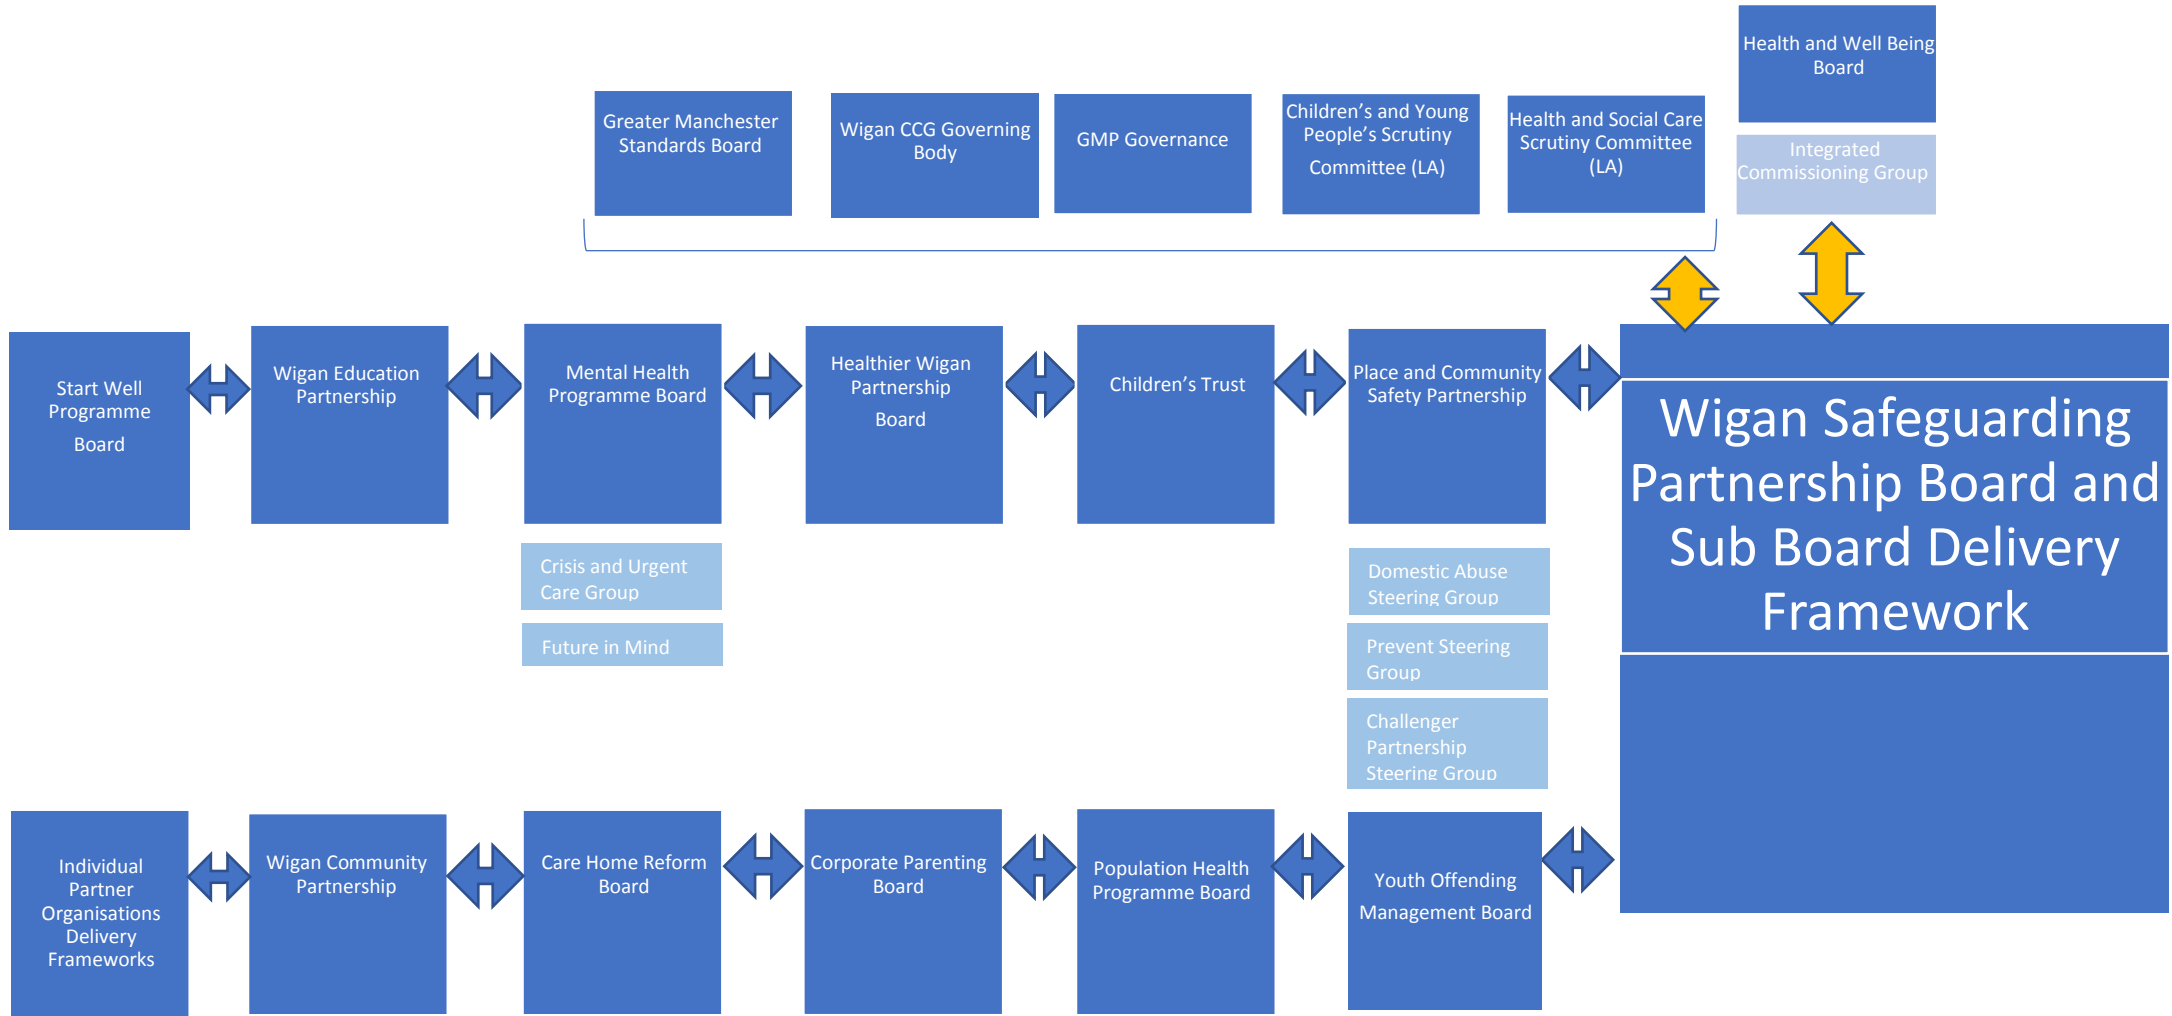 Health and Well Being
Board
Greater Manchester
Standards Board
Wigan CCG Governing
Body
GMP Governance
Children’s and Young
People’s Scrutiny
Committee (LA)
Health and Social Care
Scrutiny Committee
(LA)
Integrated
Commissioning Group
Start Well
Programme
Board
Wigan Education
Partnership
Mental Health
Programme Board
Healthier Wigan
Partnership
Board
Children’s Trust
Place and Community
Safety Partnership
Wigan Safeguarding
Partnership Board and
Sub Board Delivery
Framework
Crisis and Urgent
Care Group
Future in Mind
Domestic Abuse
Steering Group
Prevent Steering
Group
Challenger
Partnership
Steering Group
Individual
Partner
Organisations
Delivery
Frameworks
Wigan Community
Partnership
Care Home Reform
Board
Corporate Parenting
Board
Population Health
Programme Board
Youth Offending
Management Board